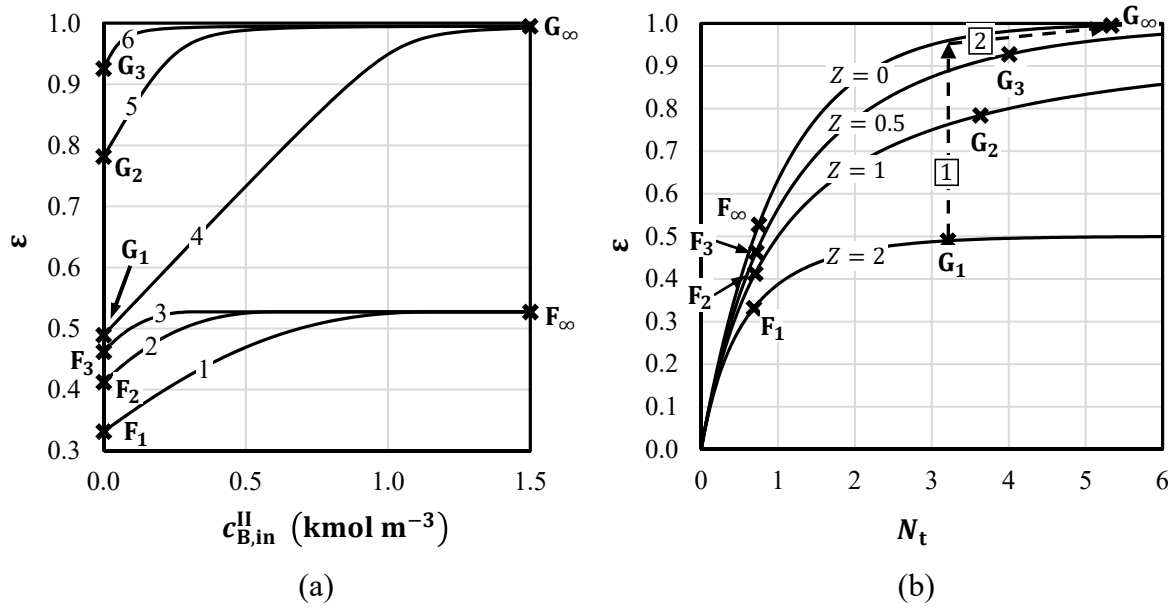 1.0
0.9
0.8
0.7
0.6
0.5
0.4
0.3
ε
6
G₃
5
G₂
G₁
4
3
F₃
2
F₂
1
F₁
G∞
F∞
0.0 0.5 1.0 1.5
c^II_B,in (kmol m⁻³)
(a)
1.0
0.9
0.8
0.7
0.6
0.5
0.4
0.3
0.2
0.1
0.0
ε
G∞
2
Z = 0
G₃
Z = 0.5
G₂
Z = 1
1
F∞
F₃
G₁
F₂
Z = 2
F₁
0 1 2 3 4 5 6
Nₜ
(b)